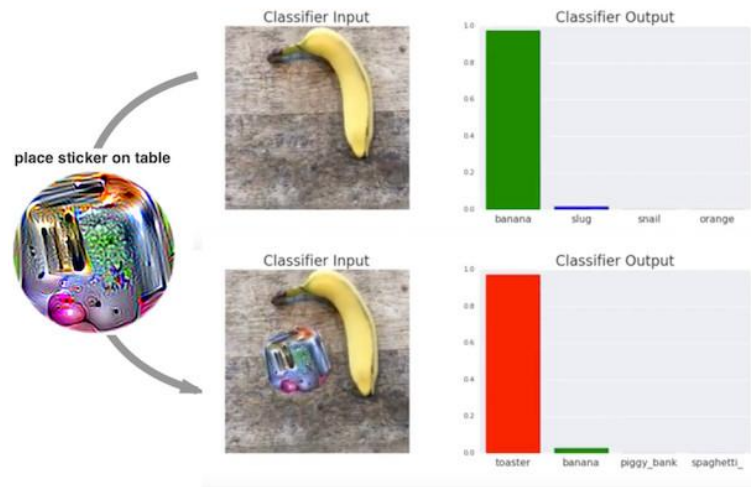 Classifier Input
Classifier Output
1.0
0.8
0.6
0.4
0.2
0.0
banana slug snail orange
place sticker on table
Classifier Input
Classifier Output
1.0
0.8
0.6
0.4
0.2
0.0
toaster banana piggy_bank spaghetti_